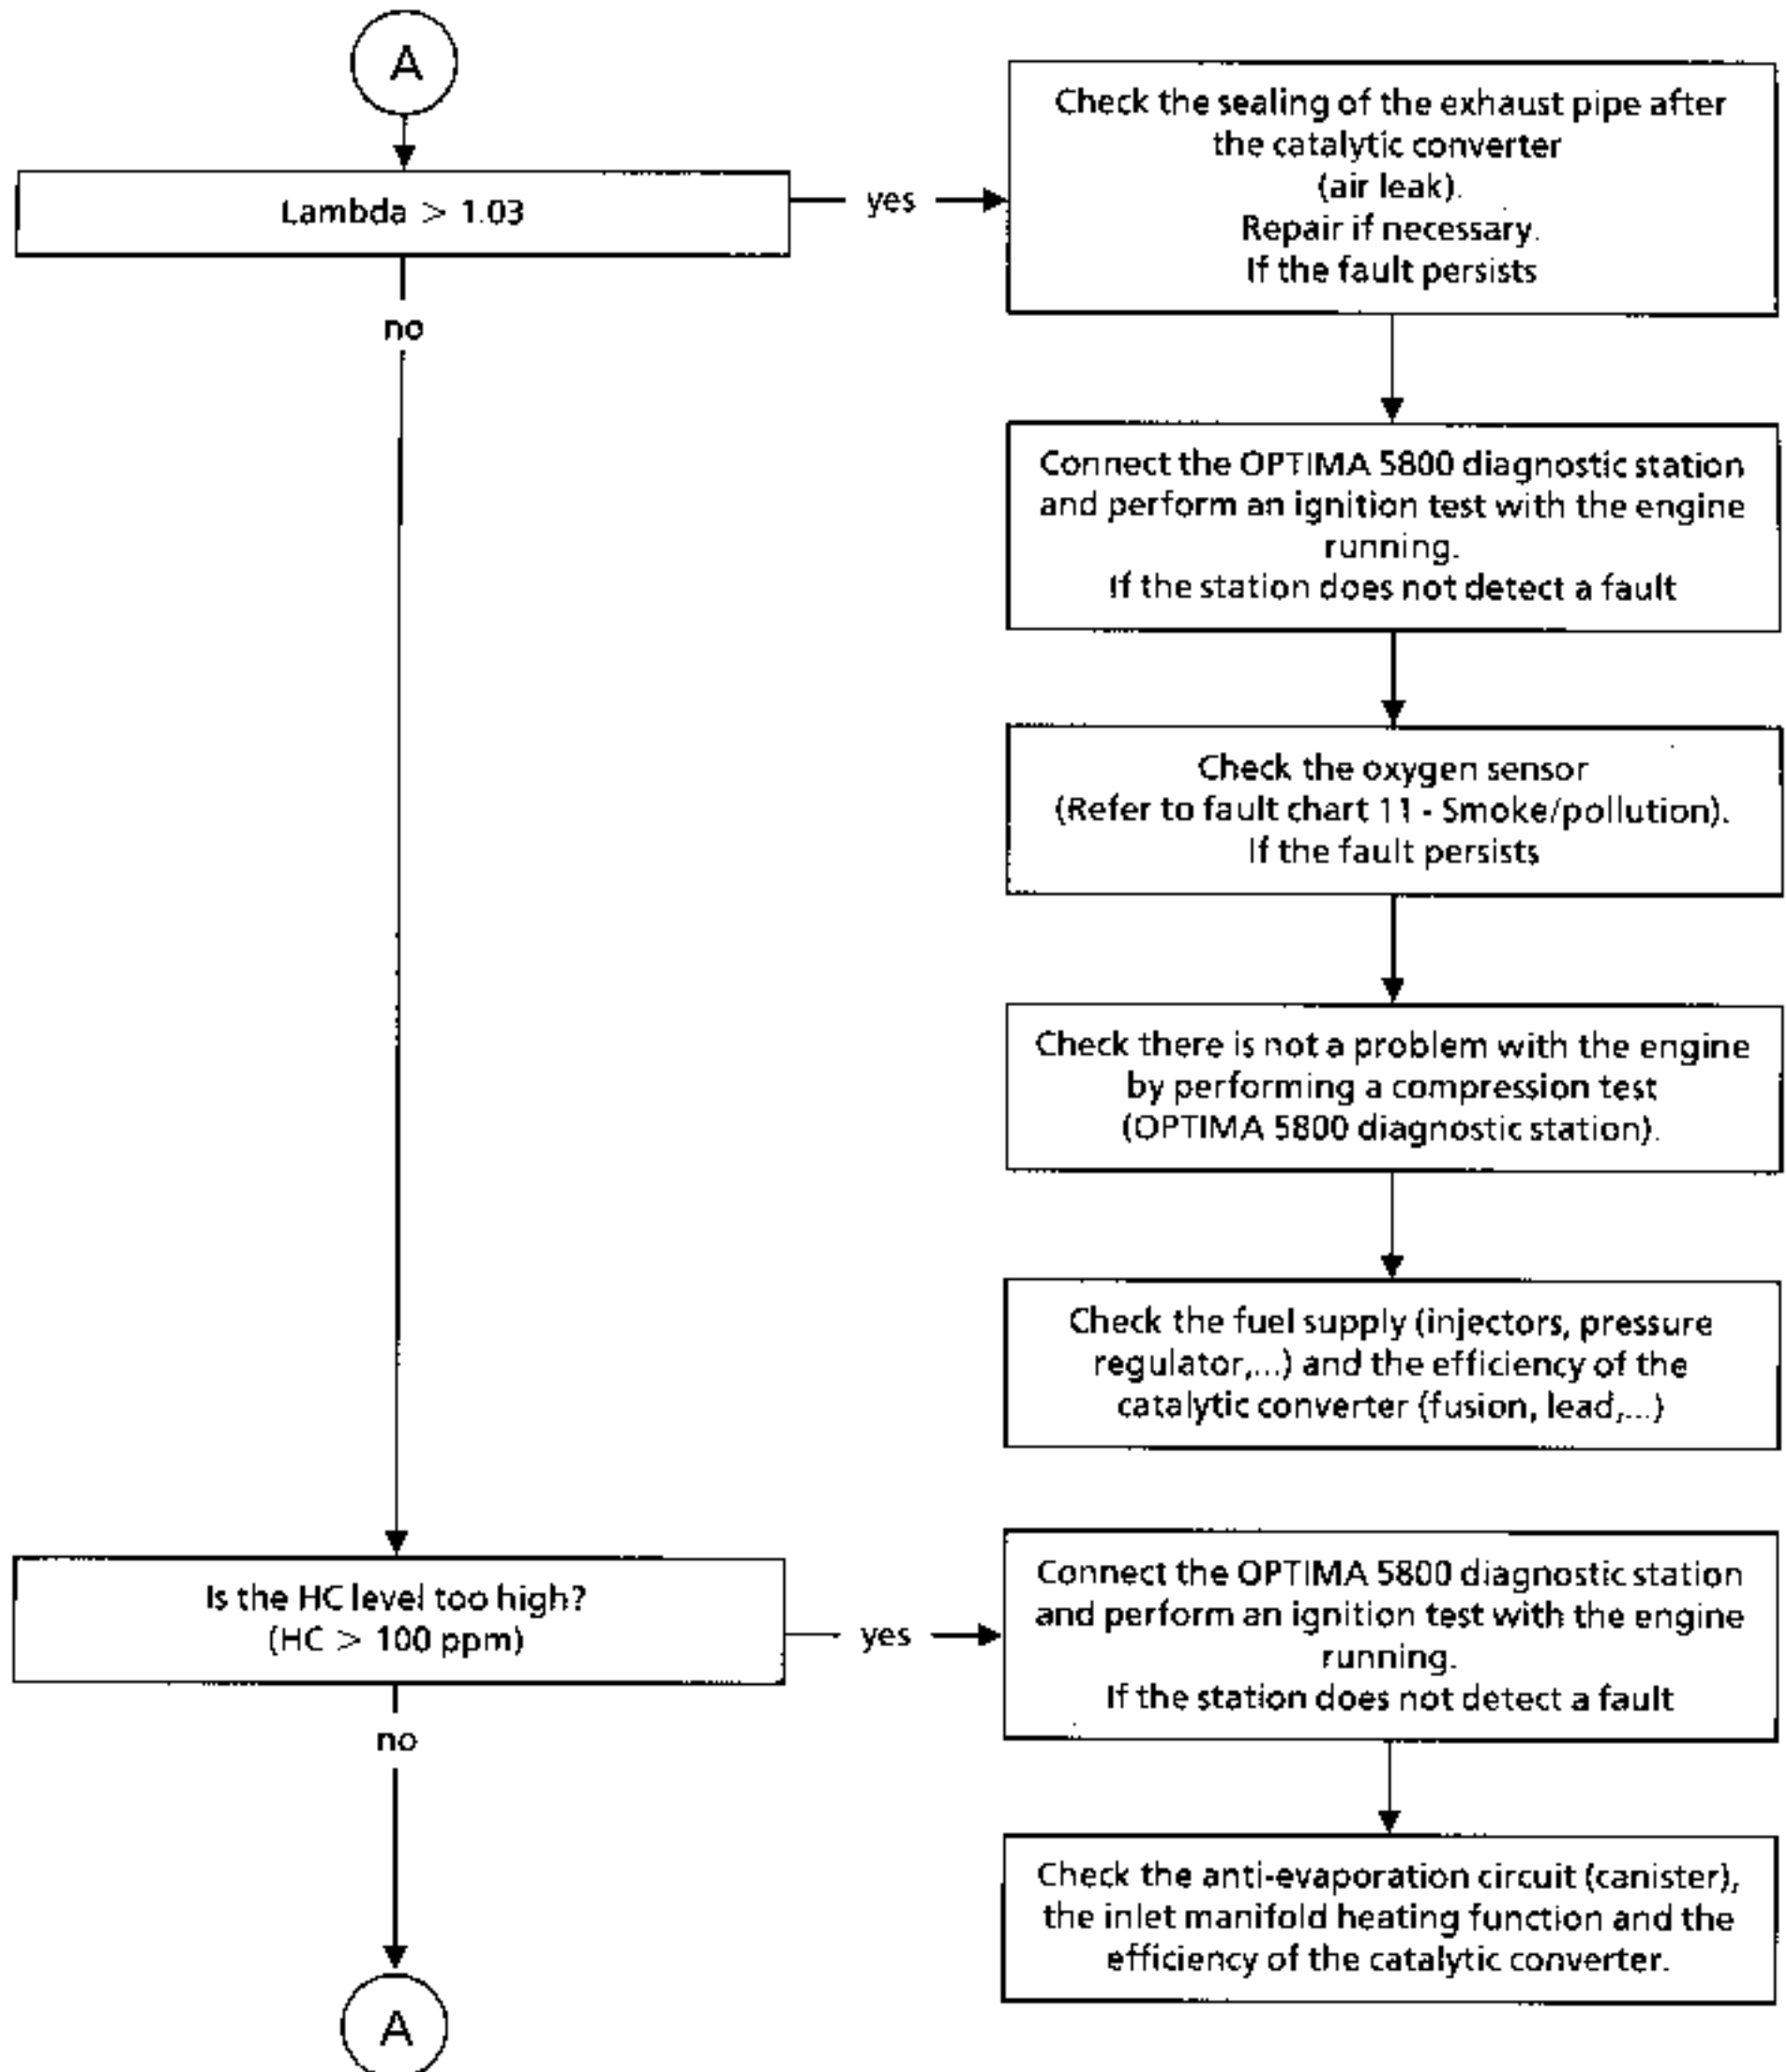 A
Lambda > 1.03
yes
Check the sealing of the exhaust pipe after
the catalytic converter
(air leak).
Repair if necessary.
If the fault persists
no
Connect the OPTIMA 5800 diagnostic station
and perform an ignition test with the engine
running.
If the station does not detect a fault
Check the oxygen sensor
(Refer to fault chart 11 - Smoke/pollution).
If the fault persists
Check there is not a problem with the engine
by performing a compression test
(OPTIMA 5800 diagnostic station).
Check the fuel supply (injectors, pressure
regulator,...) and the efficiency of the
catalytic converter (fusion, lead,...)
Is the HC level too high?
(HC > 100 ppm)
yes
Connect the OPTIMA 5800 diagnostic station
and perform an ignition test with the engine
running.
If the station does not detect a fault
no
Check the anti-evaporation circuit (canister),
the inlet manifold heating function and the
efficiency of the catalytic converter.
A